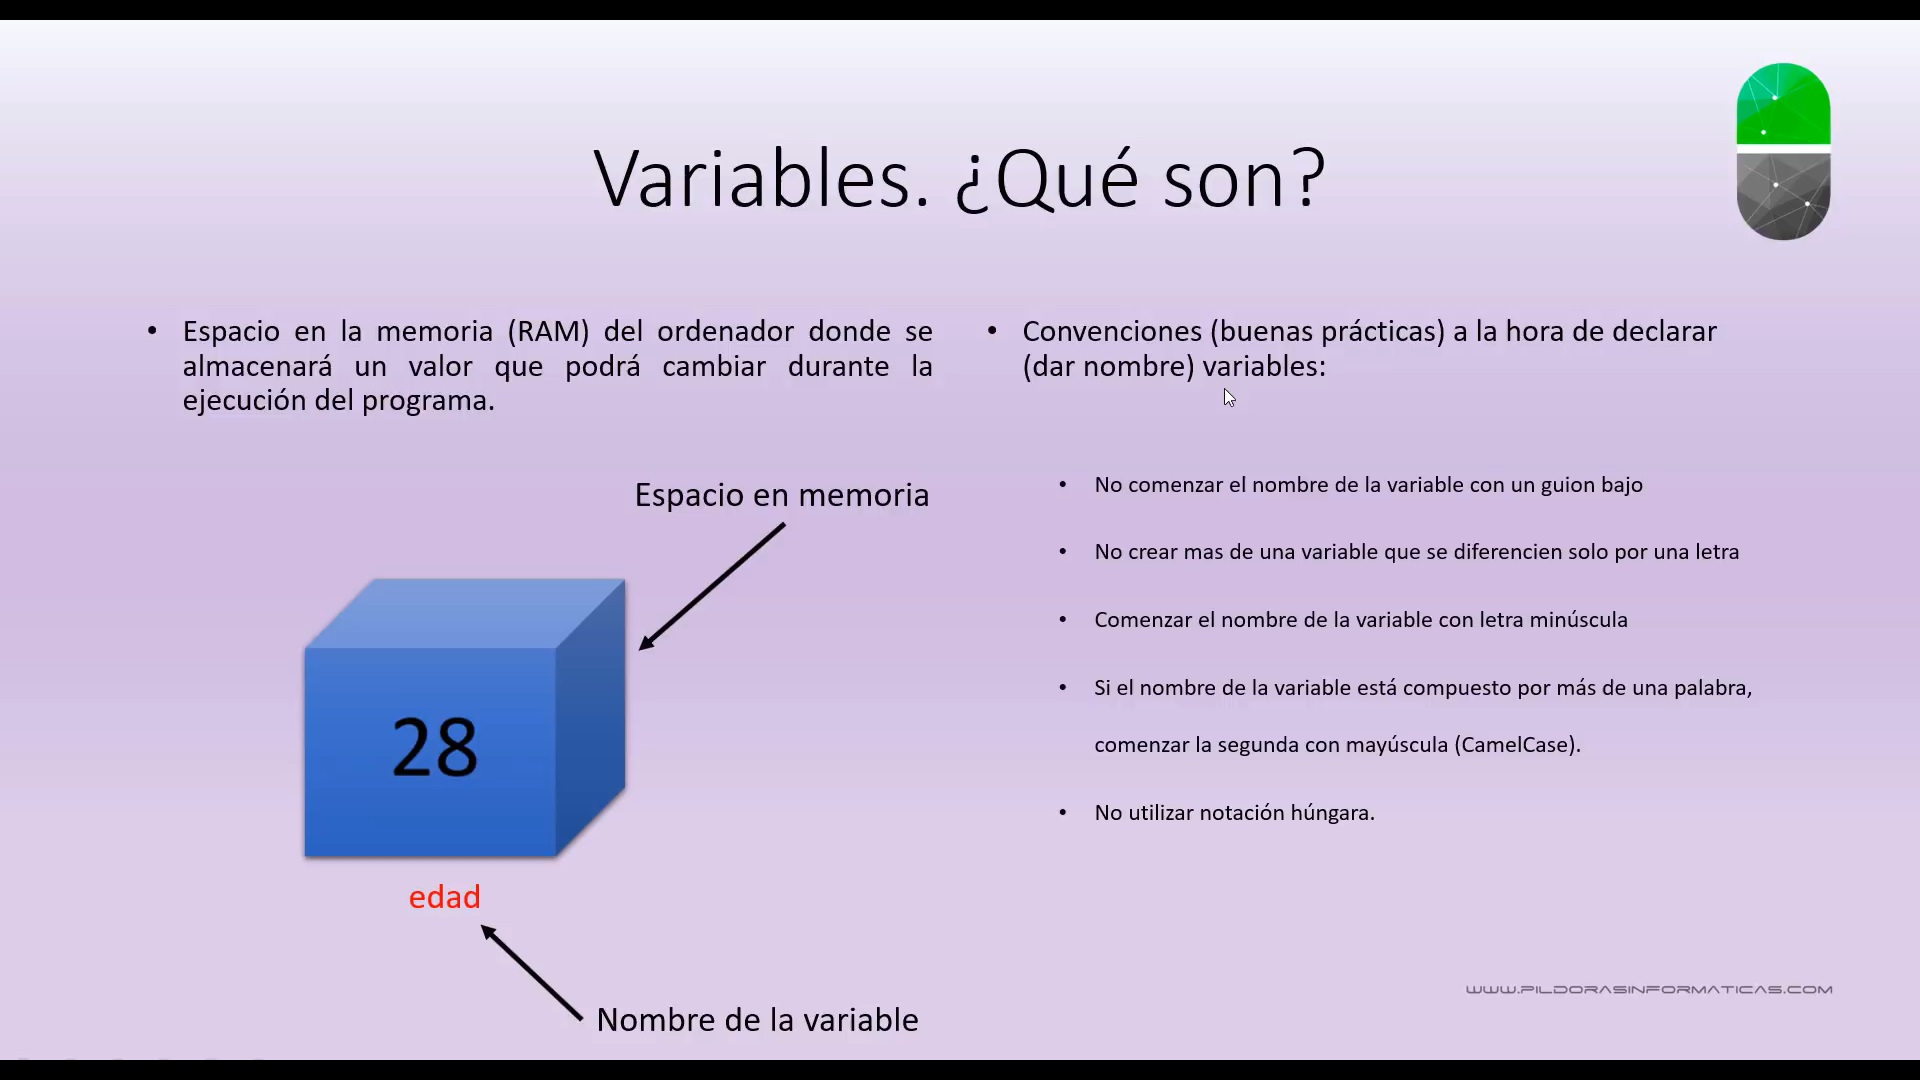 Variables. ¿Qué son?
• Espacio en la memoria (RAM) del ordenador donde se
almacenará un valor que podrá cambiar durante la
ejecución del programa.
Espacio en memoria
28
edad
Nombre de la variable
• Convenciones (buenas prácticas) a la hora de declarar
(dar nombre) variables:
• No comenzar el nombre de la variable con un guion bajo
• No crear mas de una variable que se diferencien solo por una letra
• Comenzar el nombre de la variable con letra minúscula
• Si el nombre de la variable está compuesto por más de una palabra,
comenzar la segunda con mayúscula (CamelCase).
• No utilizar notación húngara.
WWW.PILDORASINFORMATICAS.COM